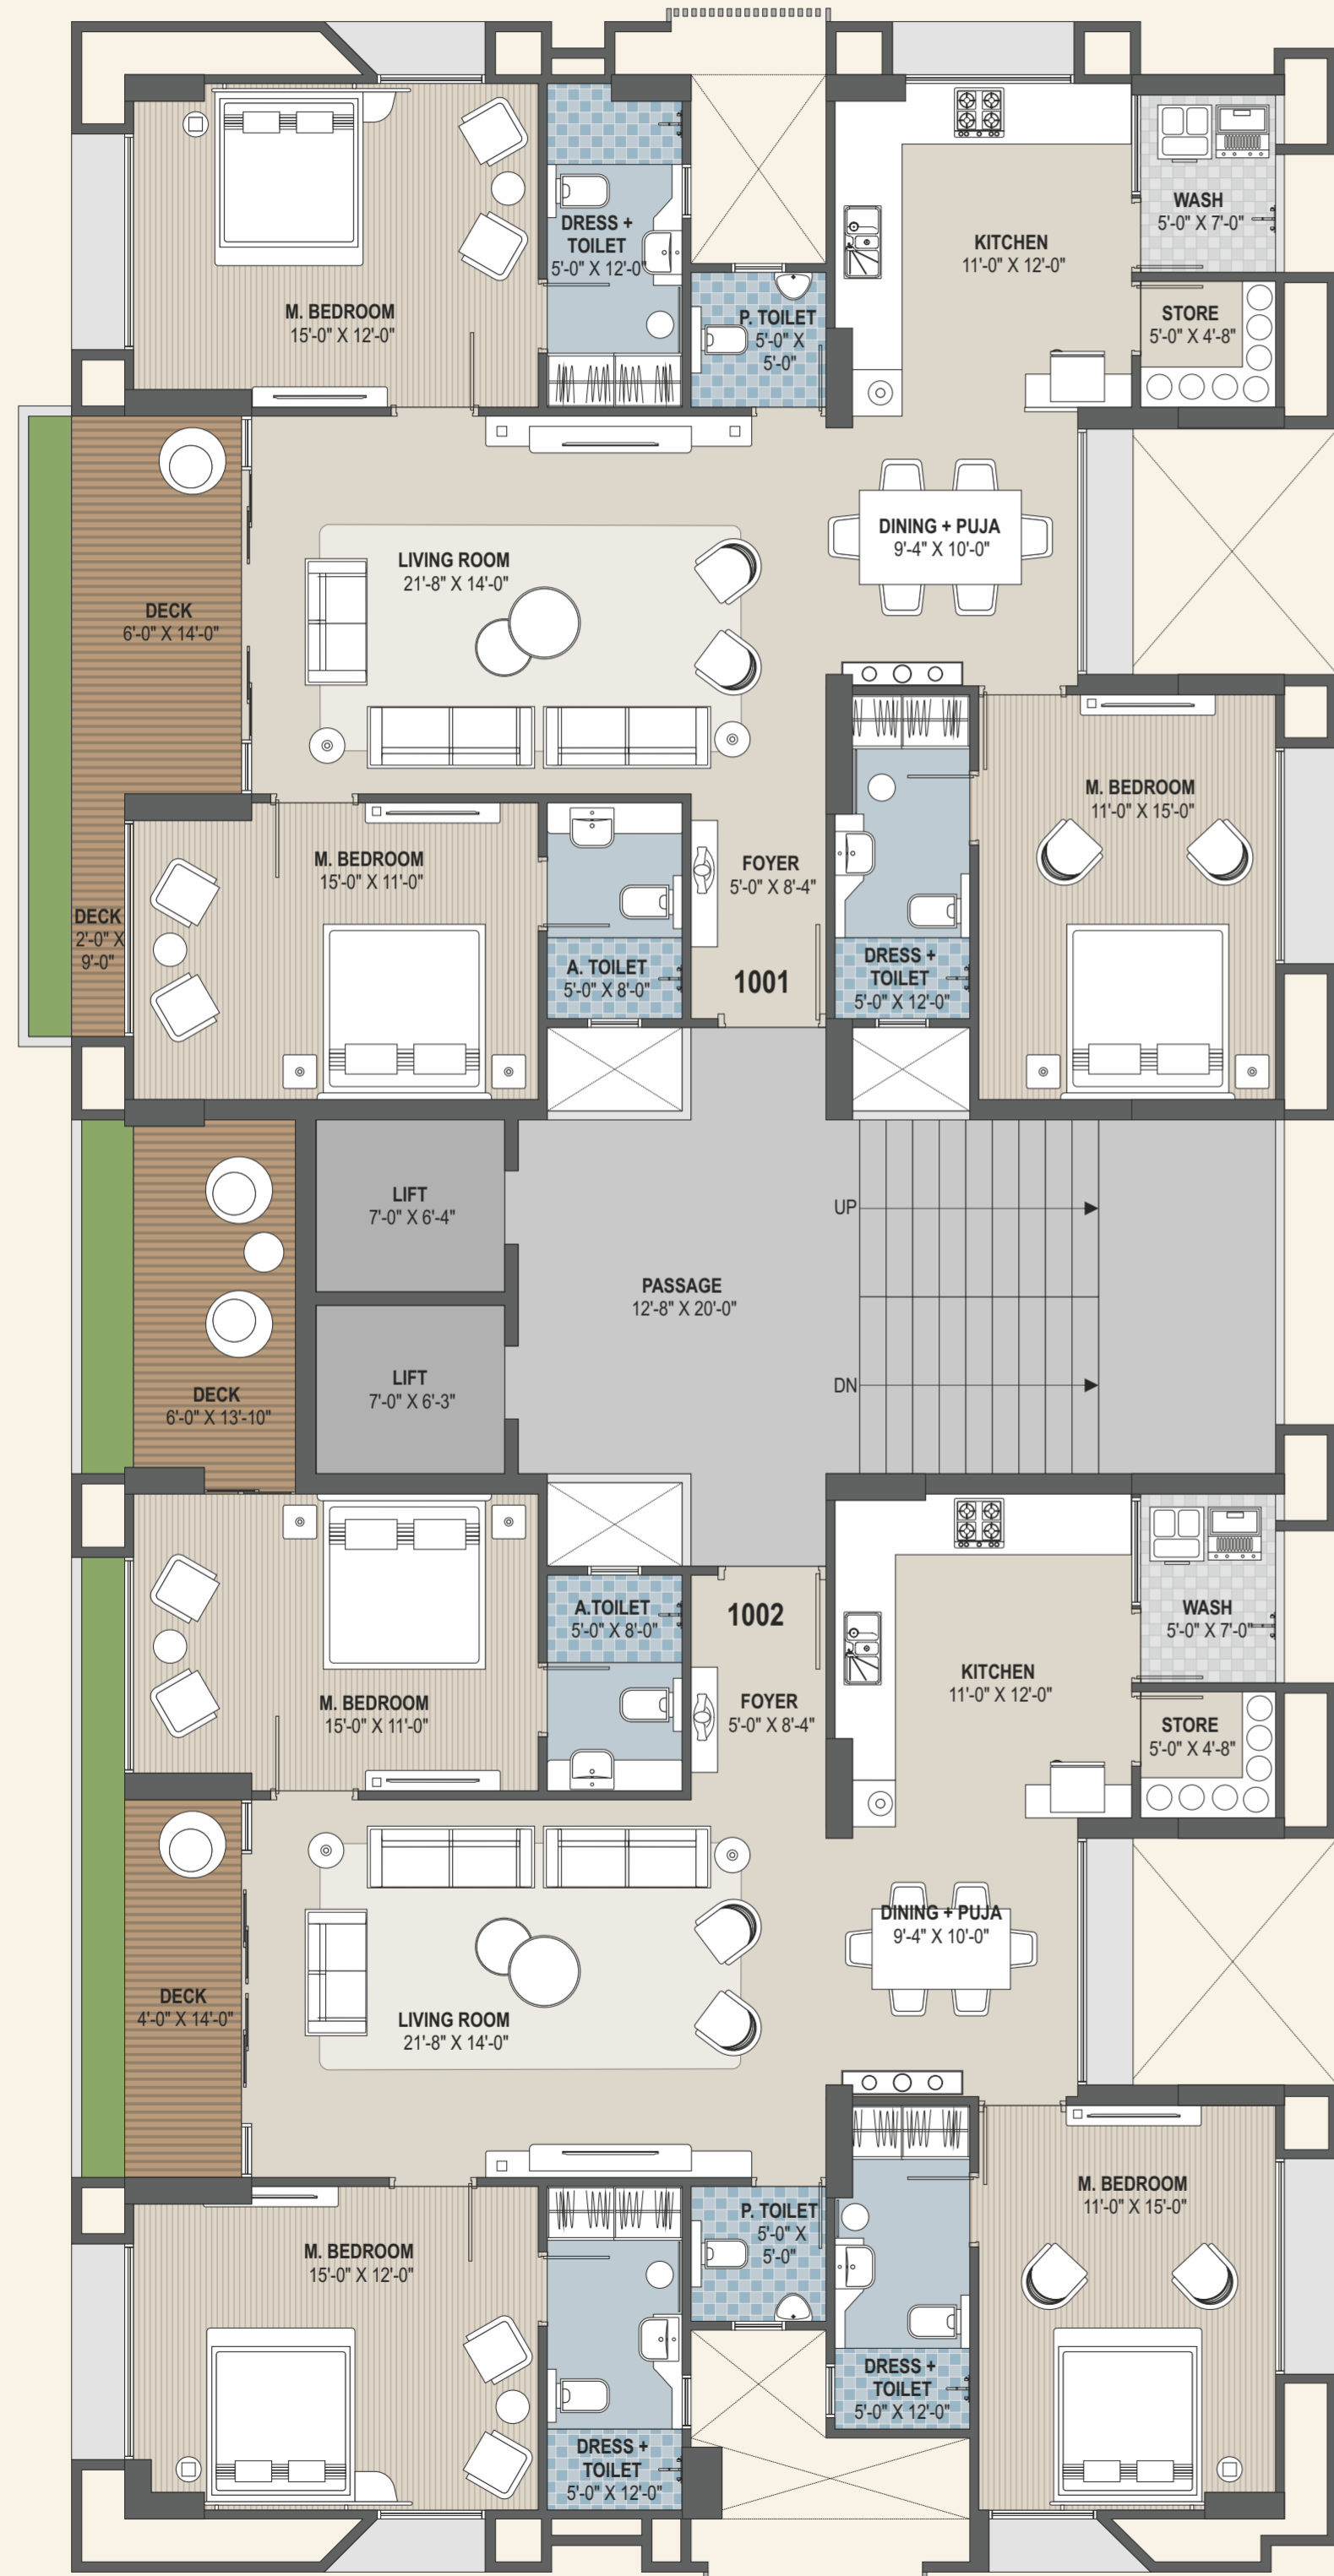 DRESS +
TOILET
5'-0" X 12'-0"
M. BEDROOM
15'-0" X 12'-0"
P. TOILET
5'-0" X
5'-0"
KITCHEN
11'-0" X 12'-0"
WASH
5'-0" X 7'-0"
STORE
5'-0" X 4'-8"
LIVING ROOM
21'-8" X 14'-0"
DINING + PUJA
9'-4" X 10'-0"
DECK
6'-0" X 14'-0"
M. BEDROOM
11'-0" X 15'-0"
M. BEDROOM
15'-0" X 11'-0"
FOYER
5'-0" X 8'-4"
DECK
2'-0" X
9'-0"
A. TOILET
5'-0" X 8'-0"
1001
DRESS +
TOILET
5'-0" X 12'-0"
LIFT
7'-0" X 6'-4"
UP
PASSAGE
12'-8" X 20'-0"
LIFT
7'-0" X 6'-3"
DN
DECK
6'-0" X 13'-10"
A.TOILET
5'-0" X 8'-0"
1002
WASH
5'-0" X 7'-0"
KITCHEN
11'-0" X 12'-0"
M. BEDROOM
15'-0" X 11'-0"
FOYER
5'-0" X 8'-4"
STORE
5'-0" X 4'-8"
DINING + PUJA
9'-4" X 10'-0"
DECK
4'-0" X 14'-0"
LIVING ROOM
21'-8" X 14'-0"
M. BEDROOM
11'-0" X 15'-0"
P. TOILET
5'-0" X
5'-0"
M. BEDROOM
15'-0" X 12'-0"
DRESS +
TOILET
5'-0" X 12'-0"
DRESS +
TOILET
5'-0" X 12'-0"